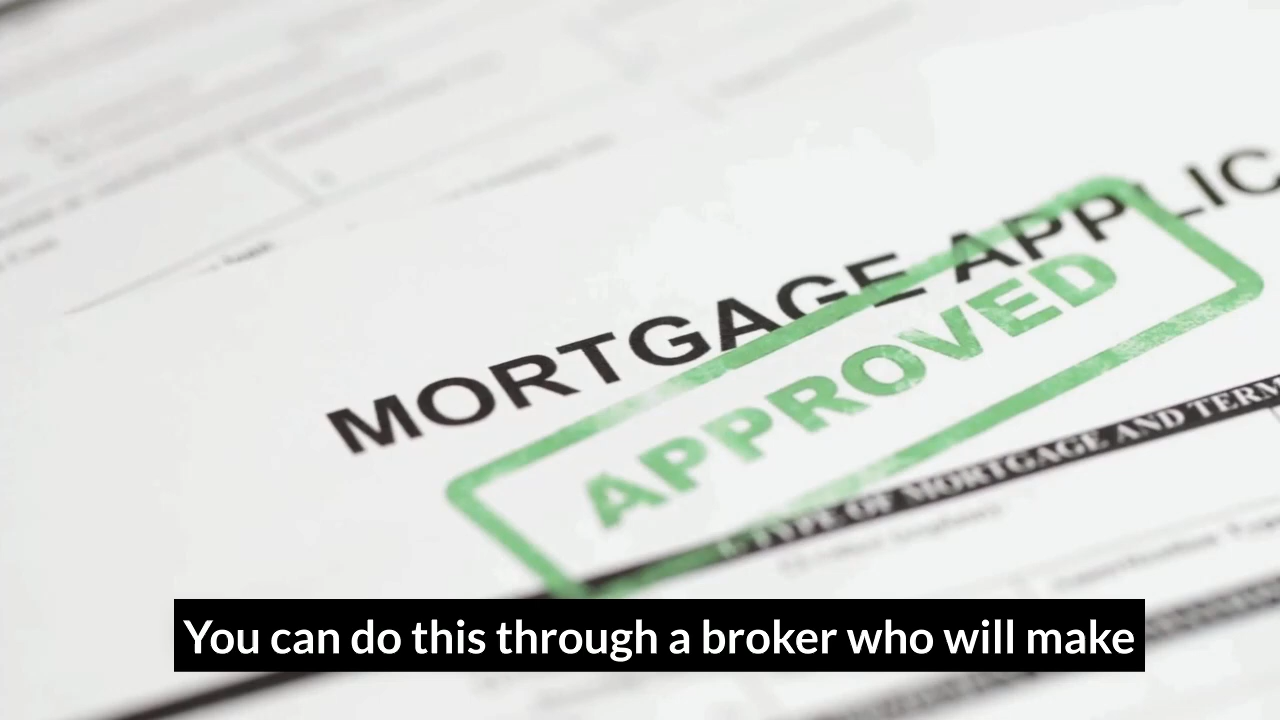 MORTGAGE APPLIC
APPROVED
TYPE OF MORTGAGE AND TERM
You can do this through a broker who will make